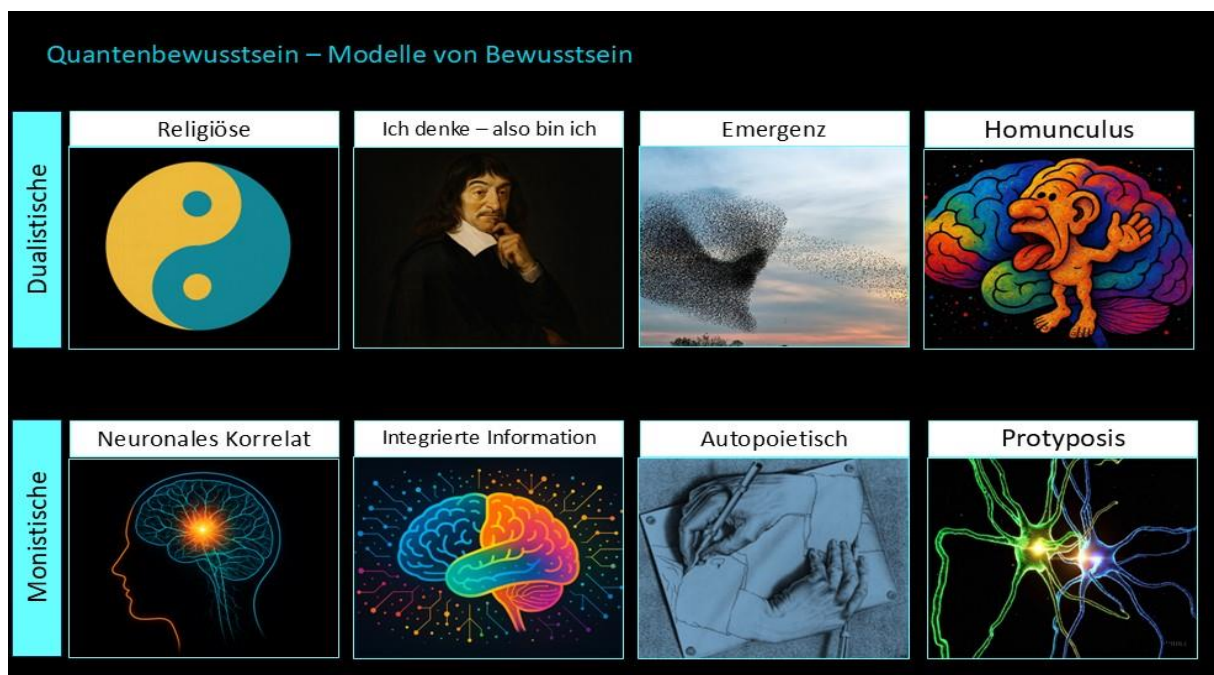 Quantenbewusstsein – Modelle von Bewusstsein
Dualistische
Religiöse
Ich denke – also bin ich
Emergenz
Homunculus
Monistische
Neuronales Korrelat
Integrierte Information
Autopoietisch
Protyposis